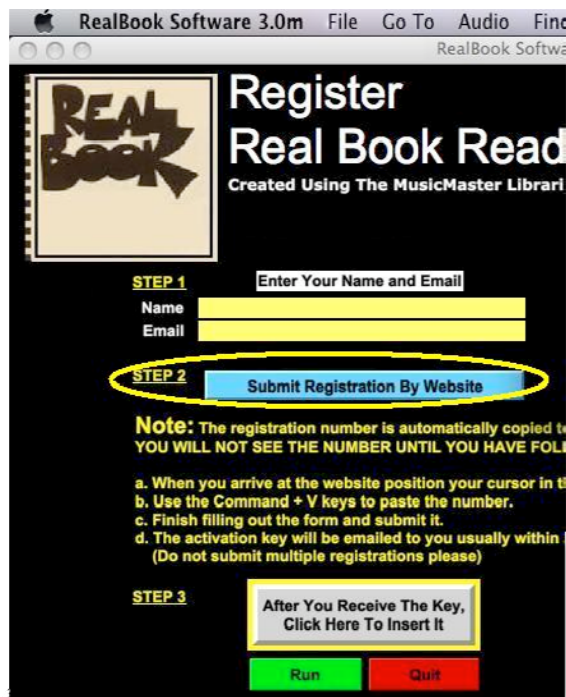 RealBook Software 3.0m File Go To Audio Find
RealBook Softwa
REAL
BOOK
Register
Real Book Read
Created Using The MusicMaster Librari
STEP 1 Enter Your Name and Email
Name
Email
STEP 2 Submit Registration By Website
Note: The registration number is automatically copied t
YOU WILL NOT SEE THE NUMBER UNTIL YOU HAVE FOL
a. When you arrive at the website position your cursor in t
b. Use the Command + V keys to paste the number.
c. Finish filling out the form and submit it.
d. The activation key will be emailed to you usually within
(Do not submit multiple registrations please)
STEP 3 After You Receive The Key,
Click Here To Insert It
Run Quit